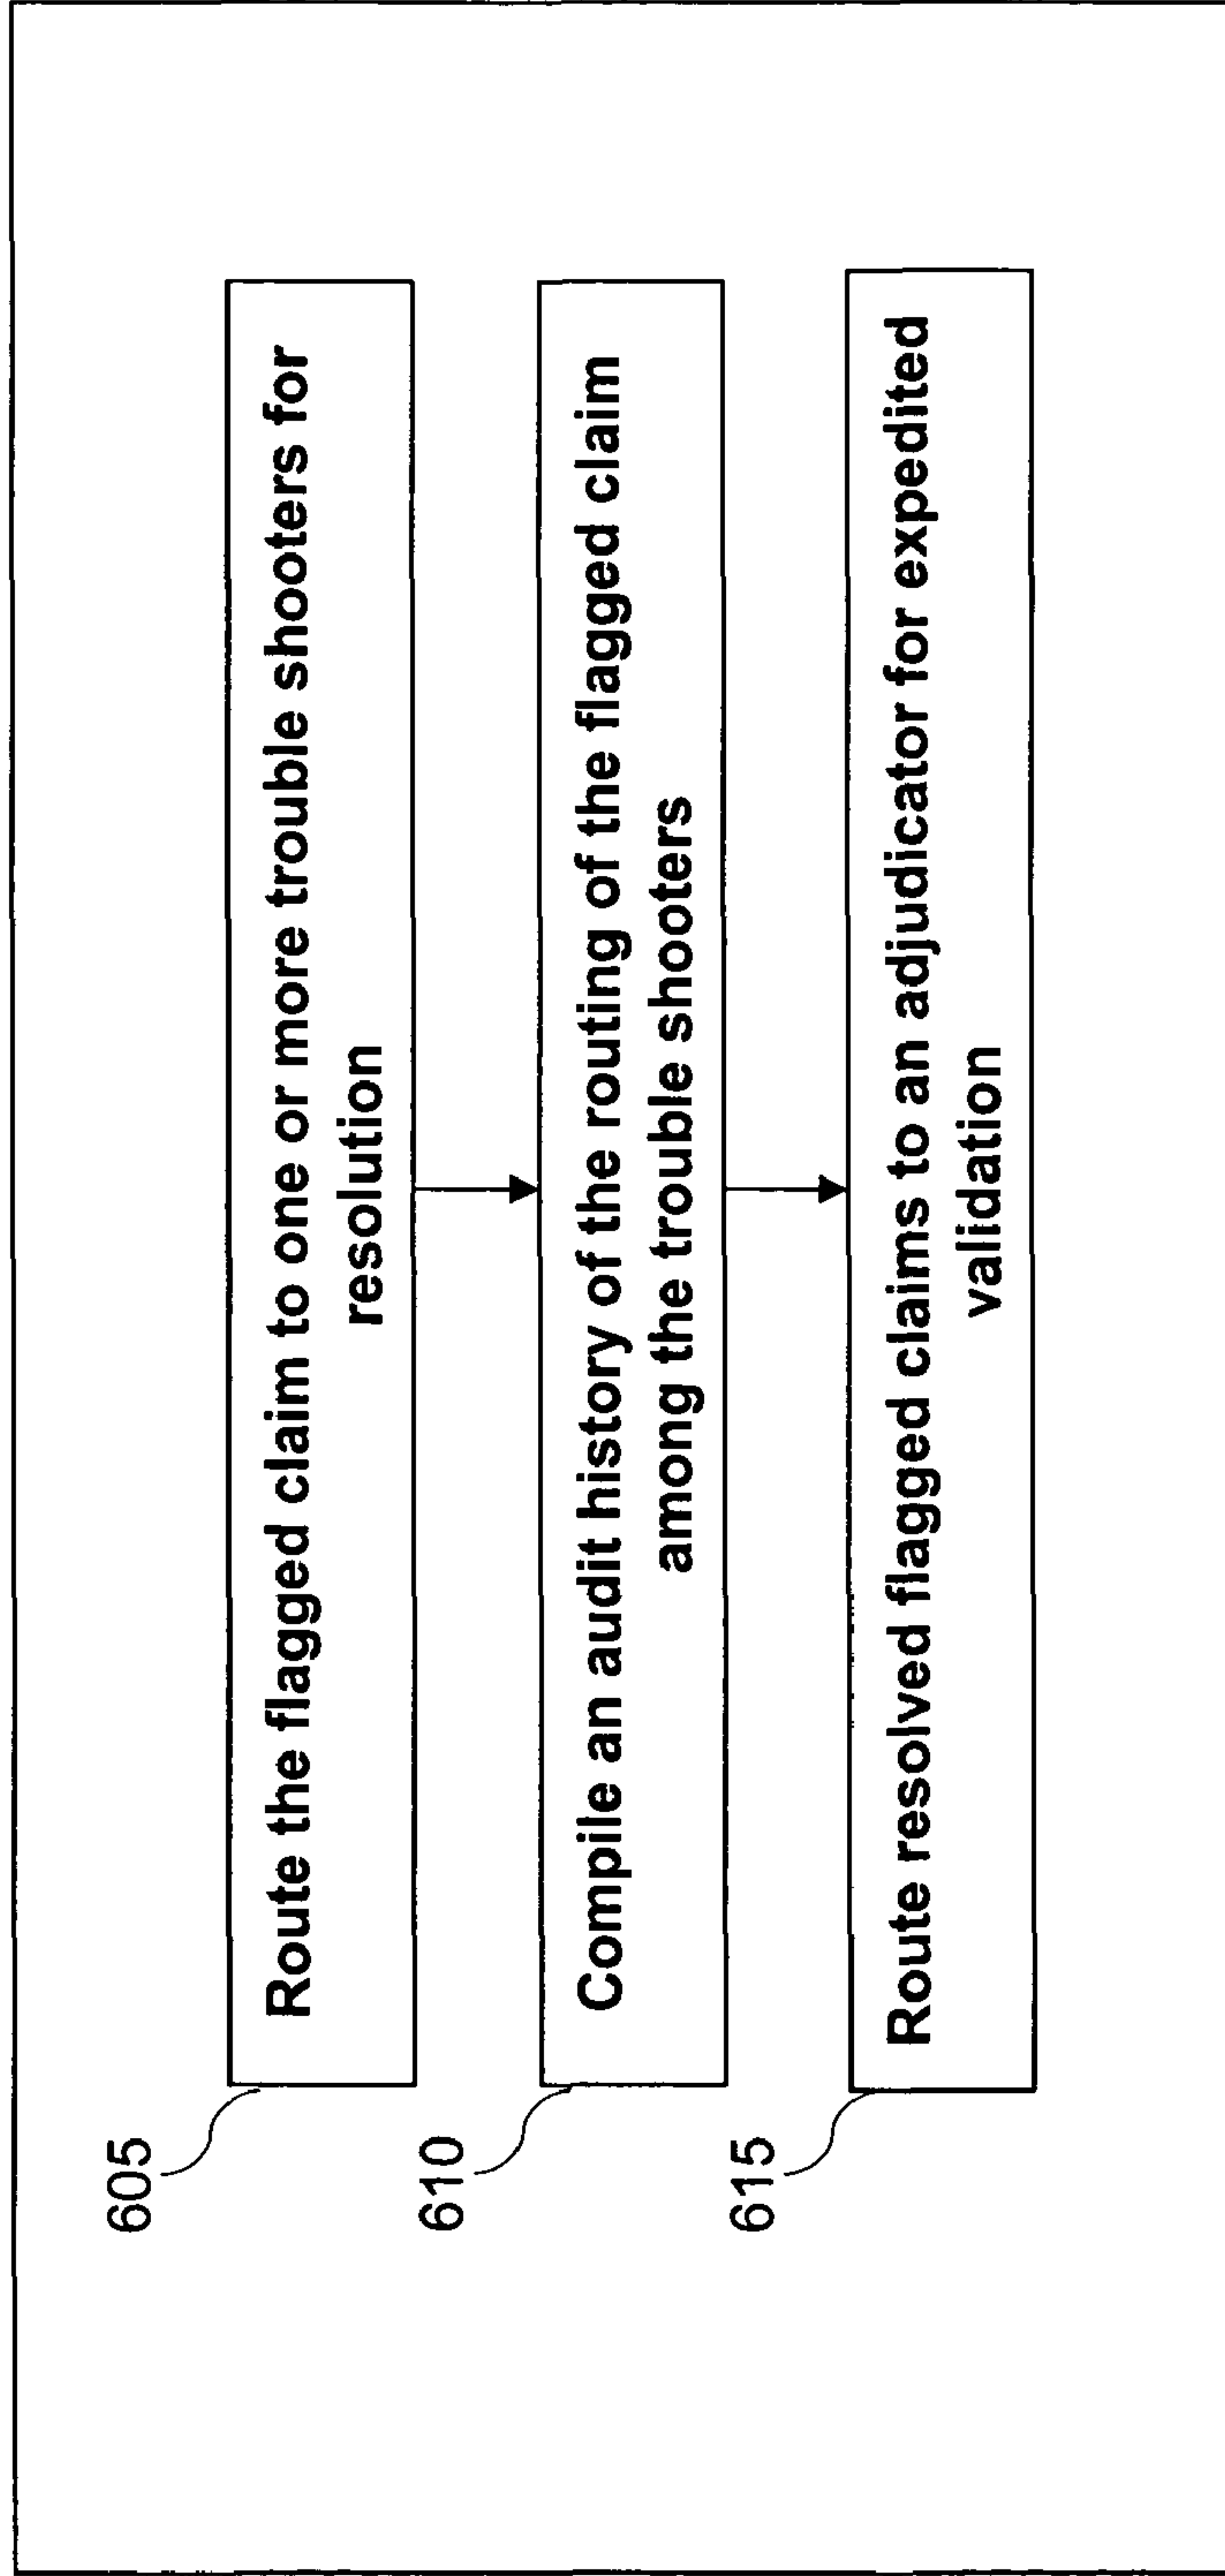 605
Route the flagged claim to one or more trouble shooters for
resolution
610
Compile an audit history of the routing of the flagged claim
among the trouble shooters
615
Route resolved flagged claims to an adjudicator for expedited
validation